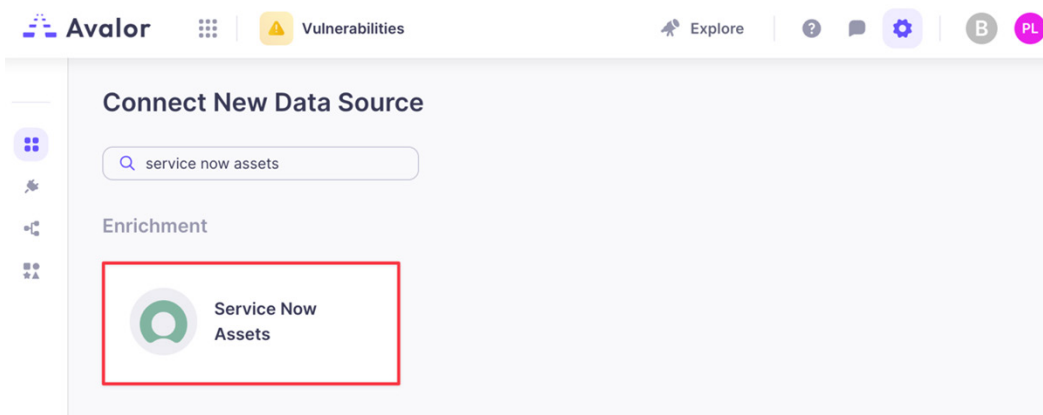 Avalor
Vulnerabilities
Explore
?
B
PL
Connect New Data Source
service now assets
Enrichment
Service Now
Assets